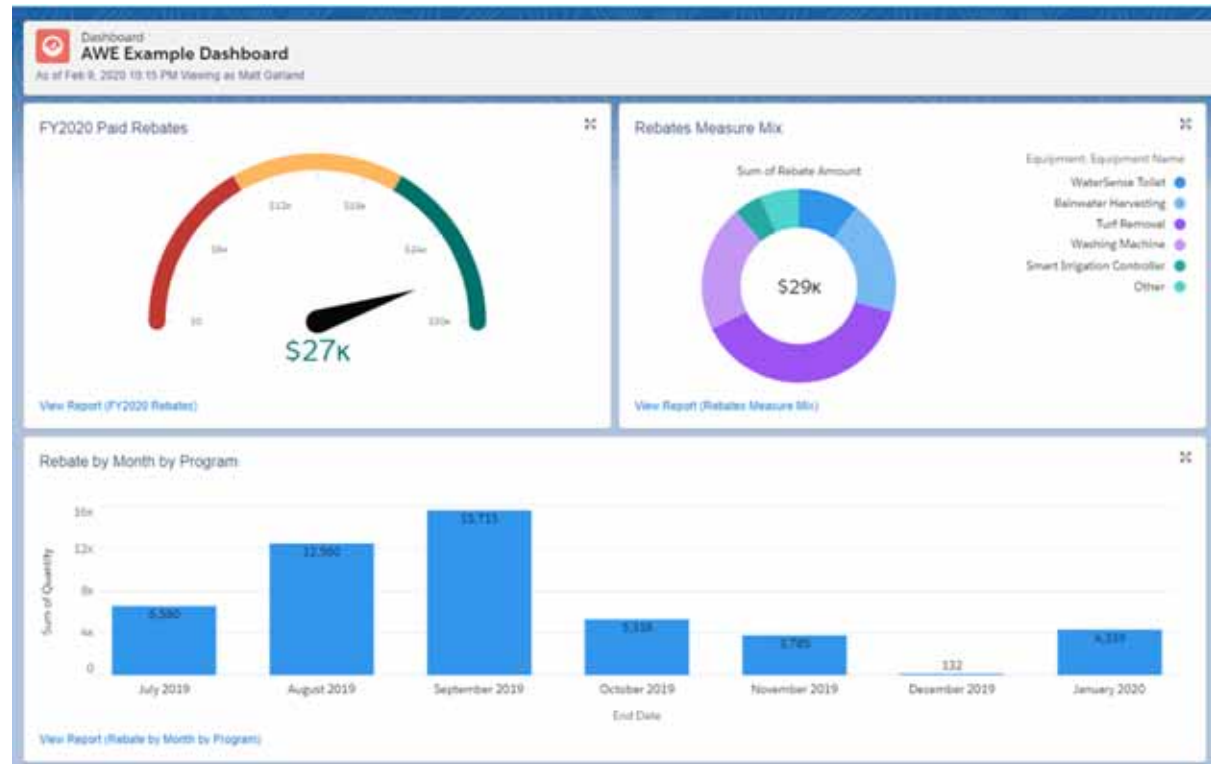 Dashboard
AWE Example Dashboard
As of Feb 9, 2020 10:15 PM Viewing as Matt Garland
FY2020 Paid Rebates
$12K
$18K
$6K
$24K
$0
$30K
$27K
View Report (FY2020 Rebates)
Rebates Measure Mix
Sum of Rebate Amount
$29K
Equipment: Equipment Name
WaterSense Toilet
Rainwater Harvesting
Turf Removal
Washing Machine
Smart Irrigation Controller
Other
View Report (Rebates Measure Mix)
Rebate by Month by Program
Sum of Quantity
16K
12K
8K
4K
0
12,960
132
July 2019
August 2019
September 2019
October 2019
November 2019
December 2019
January 2020
End Date
View Report (Rebate by Month by Program)